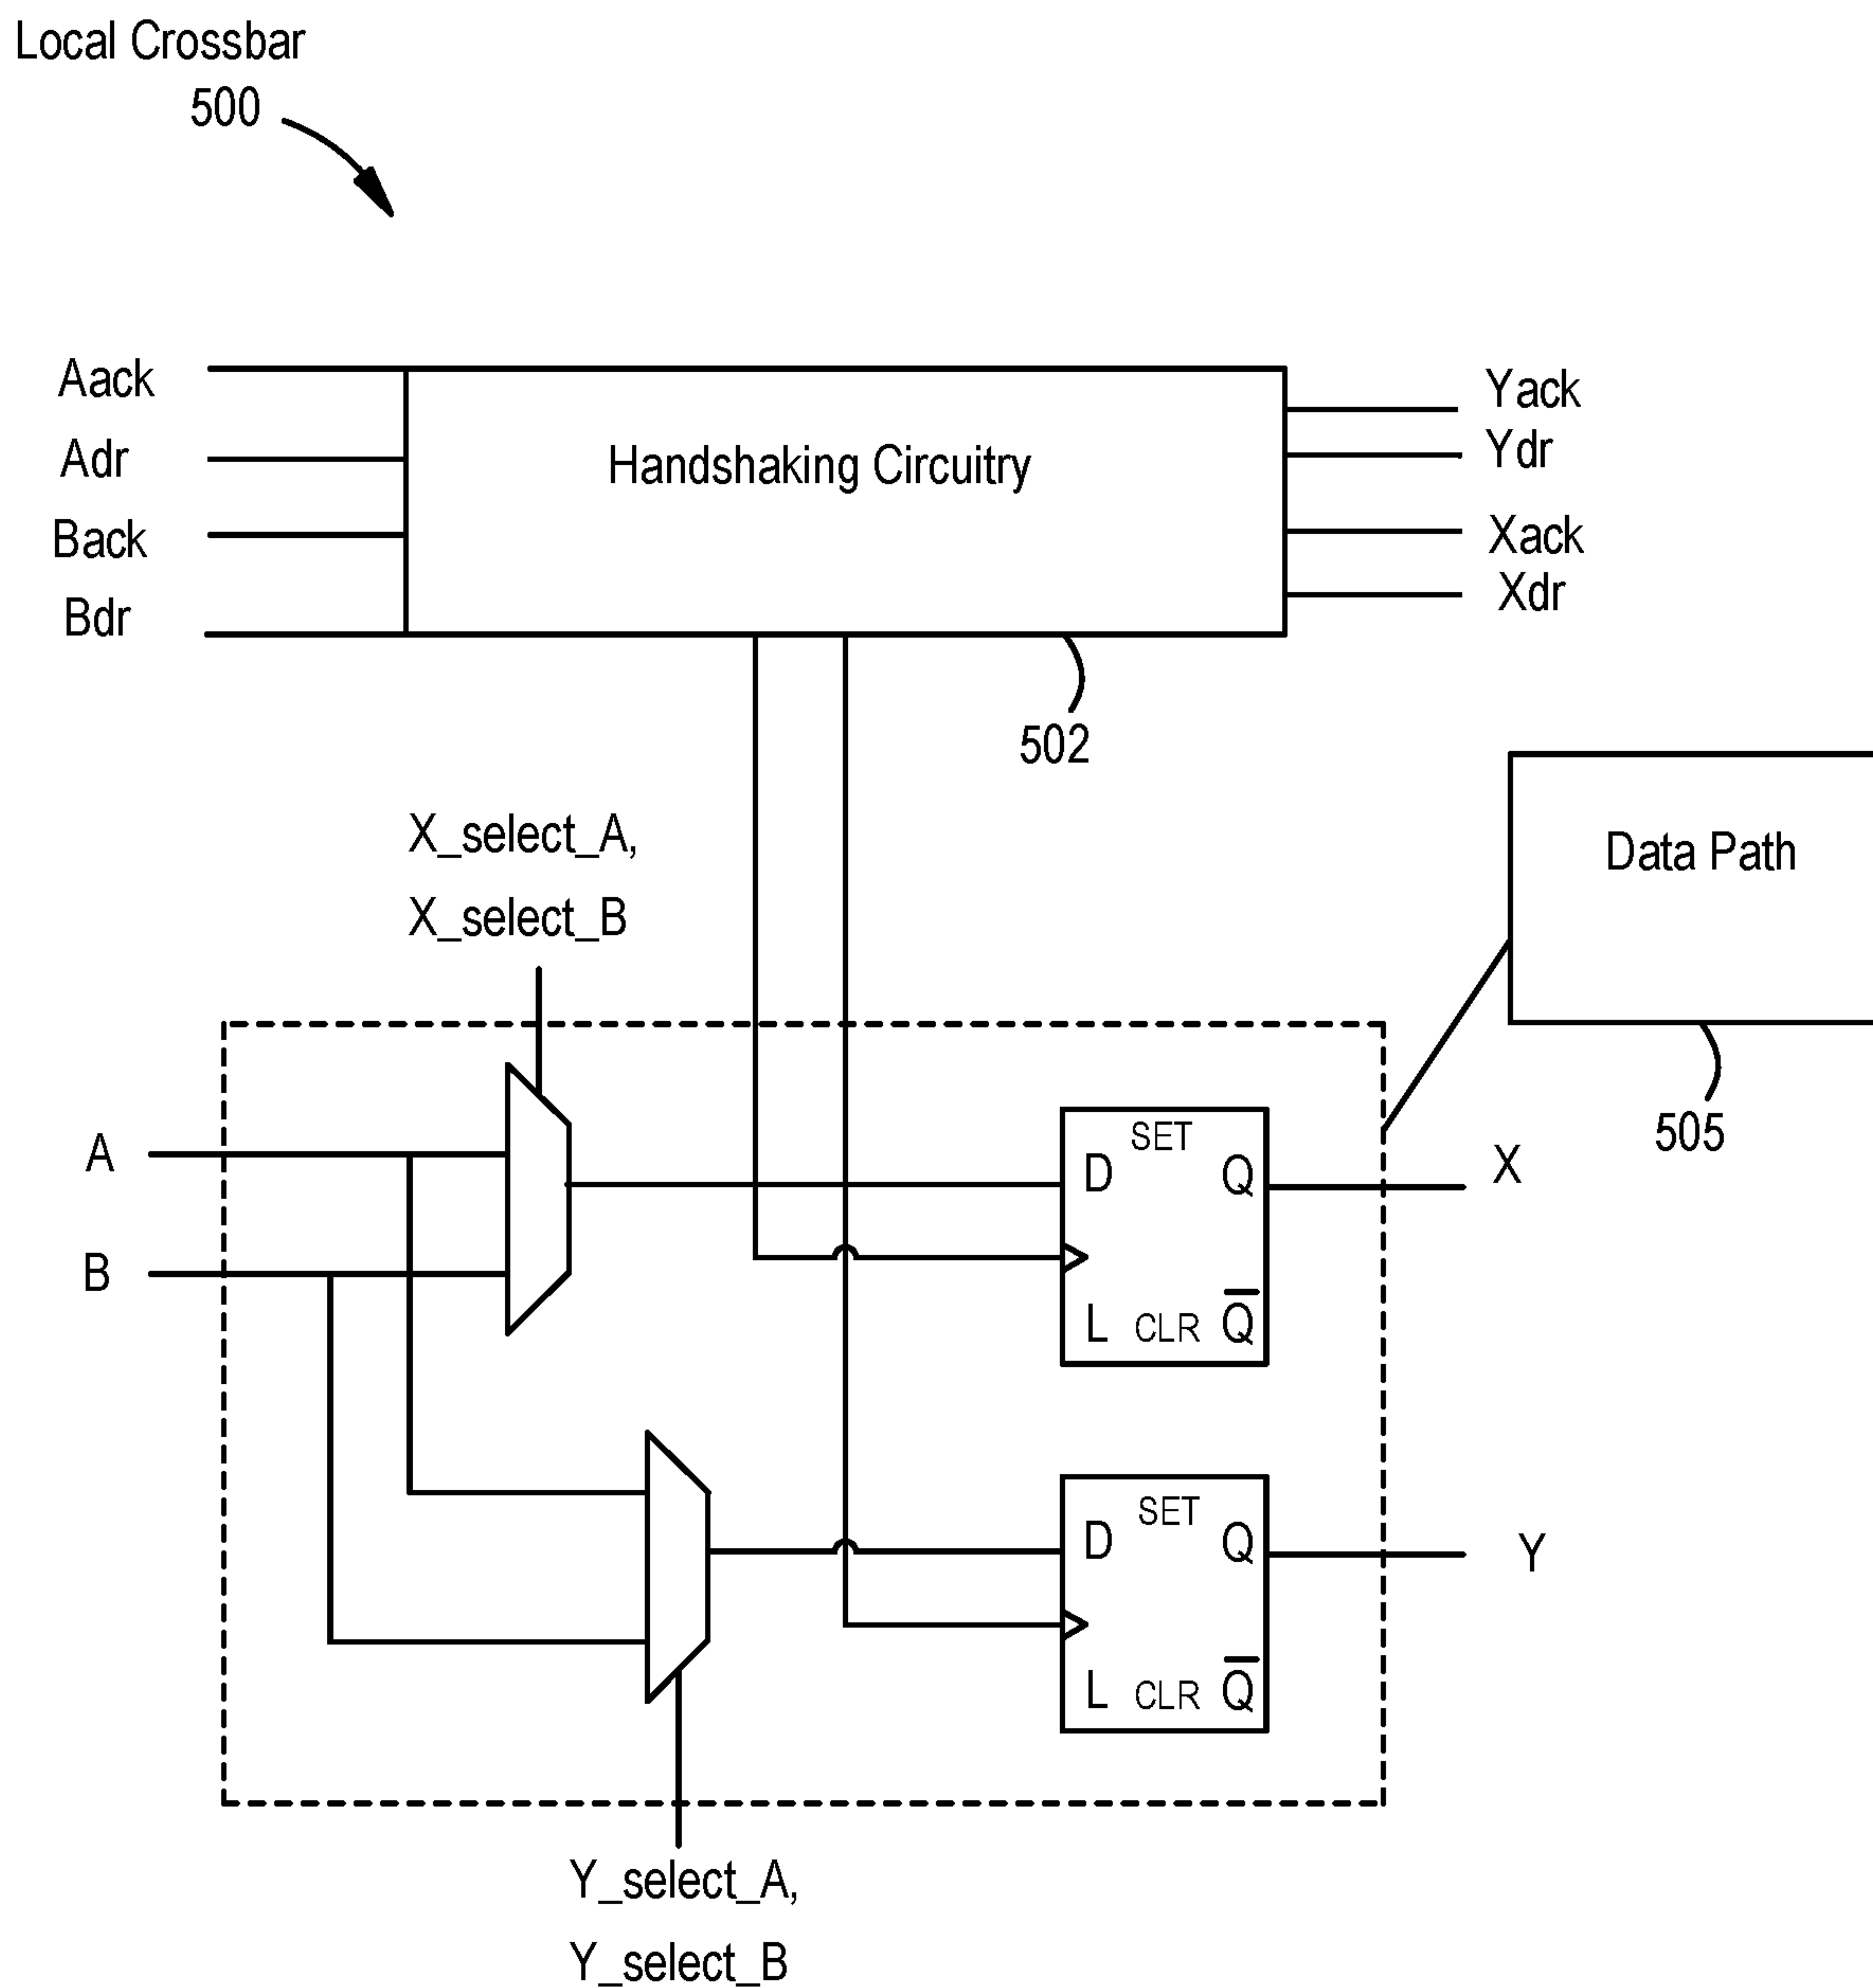 Local Crossbar
500
Aack
Adr
Back
Bdr
Handshaking Circuitry
Yack
Ydr
Xack
Xdr
502
X_select_A,
X_select_B
Data Path
505
A
B
SET
D
Q
L
CLR
Q̅
X
SET
D
Q
L
CLR
Q̅
Y
Y_select_A,
Y_select_B